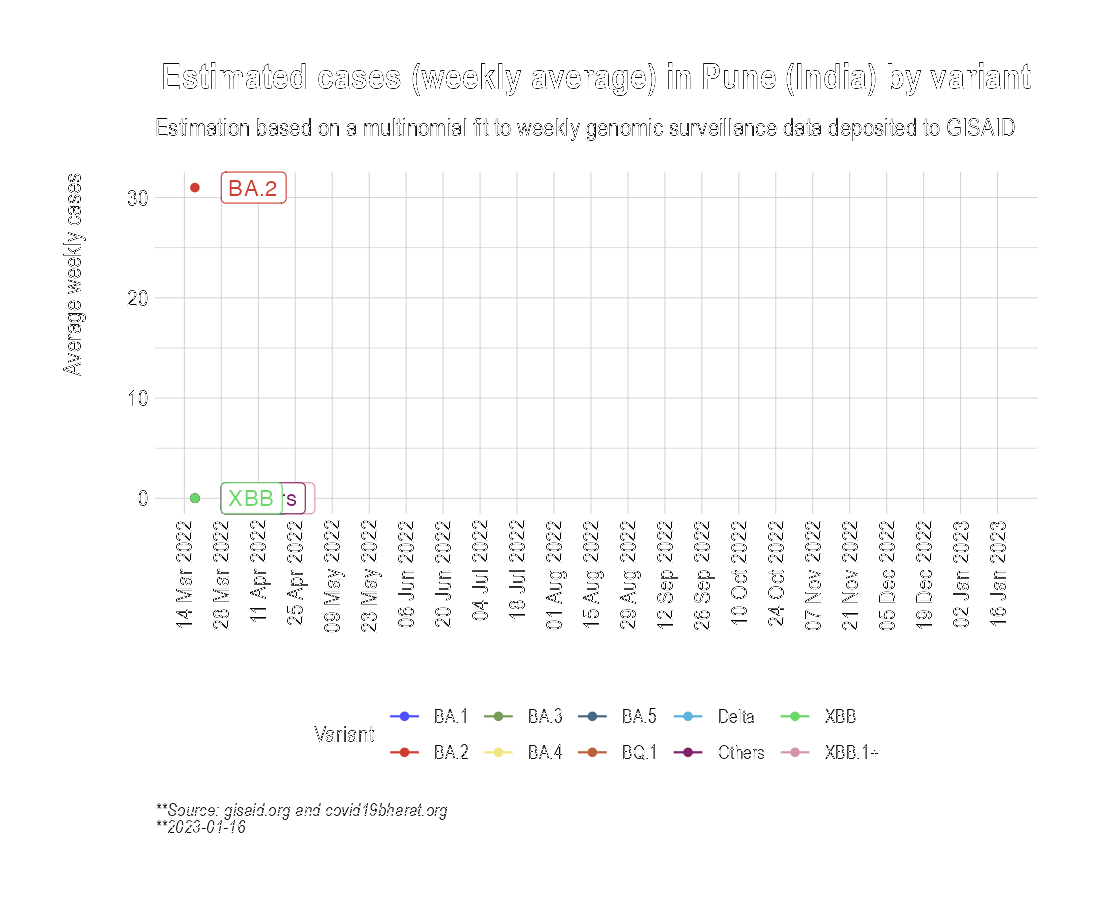 Estimated cases (weekly average) in Pune (India) by variant
Estimation based on a multinomial fit to weekly genomic surveillance data deposited to GISAID
Average weekly cases
30
20
10
0
BA.2
XBB
rs
14 Mar 2022
28 Mar 2022
11 Apr 2022
25 Apr 2022
09 May 2022
23 May 2022
06 Jun 2022
20 Jun 2022
04 Jul 2022
18 Jul 2022
01 Aug 2022
15 Aug 2022
29 Aug 2022
12 Sep 2022
26 Sep 2022
10 Oct 2022
24 Oct 2022
07 Nov 2022
21 Nov 2022
05 Dec 2022
19 Dec 2022
02 Jan 2023
16 Jan 2023
Variant
BA.1 BA.3 BA.5 Delta XBB
BA.2 BA.4 BQ.1 Others XBB.1+
**Source: gisaid.org and covid19bharat.org
**2023-01-16